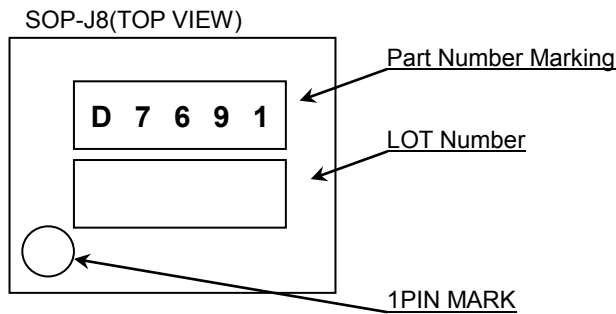 SOP-J8(TOP VIEW)
Part Number Marking
D 7 6 9 1
LOT Number
1PIN MARK